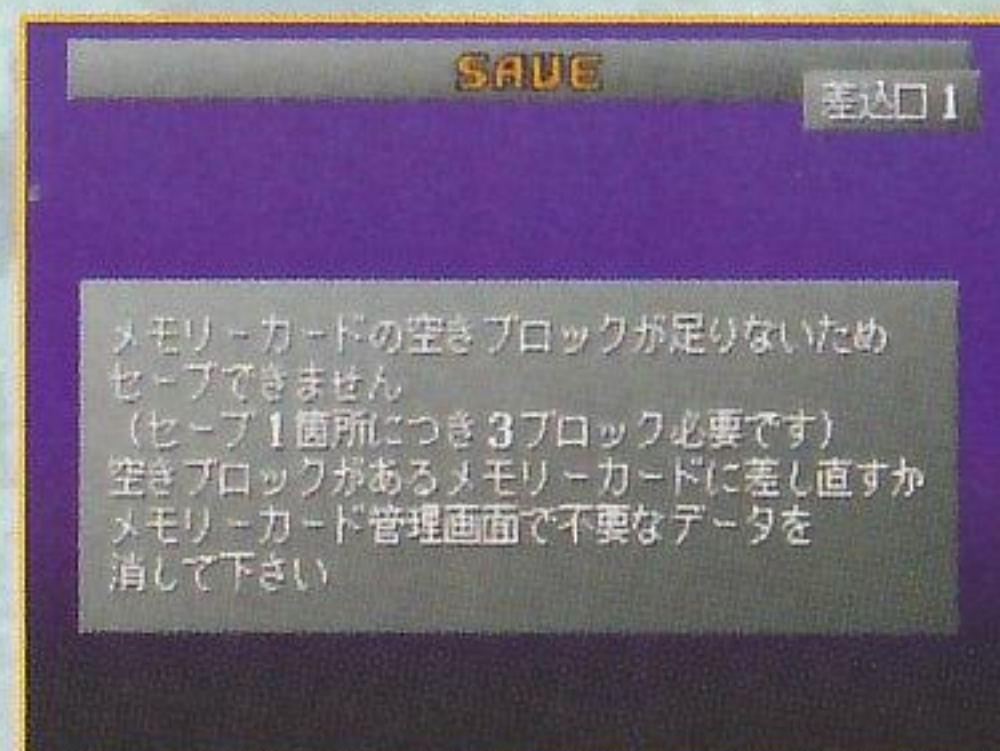 SAVE
差込口 1
メモリーカードの空きブロックが足りないため
セーブできません
（セーブ1箇所につき3ブロック必要です）
空きブロックがあるメモリーカードに差し直すか
メモリーカード管理画面で不要なデータを
消して下さい